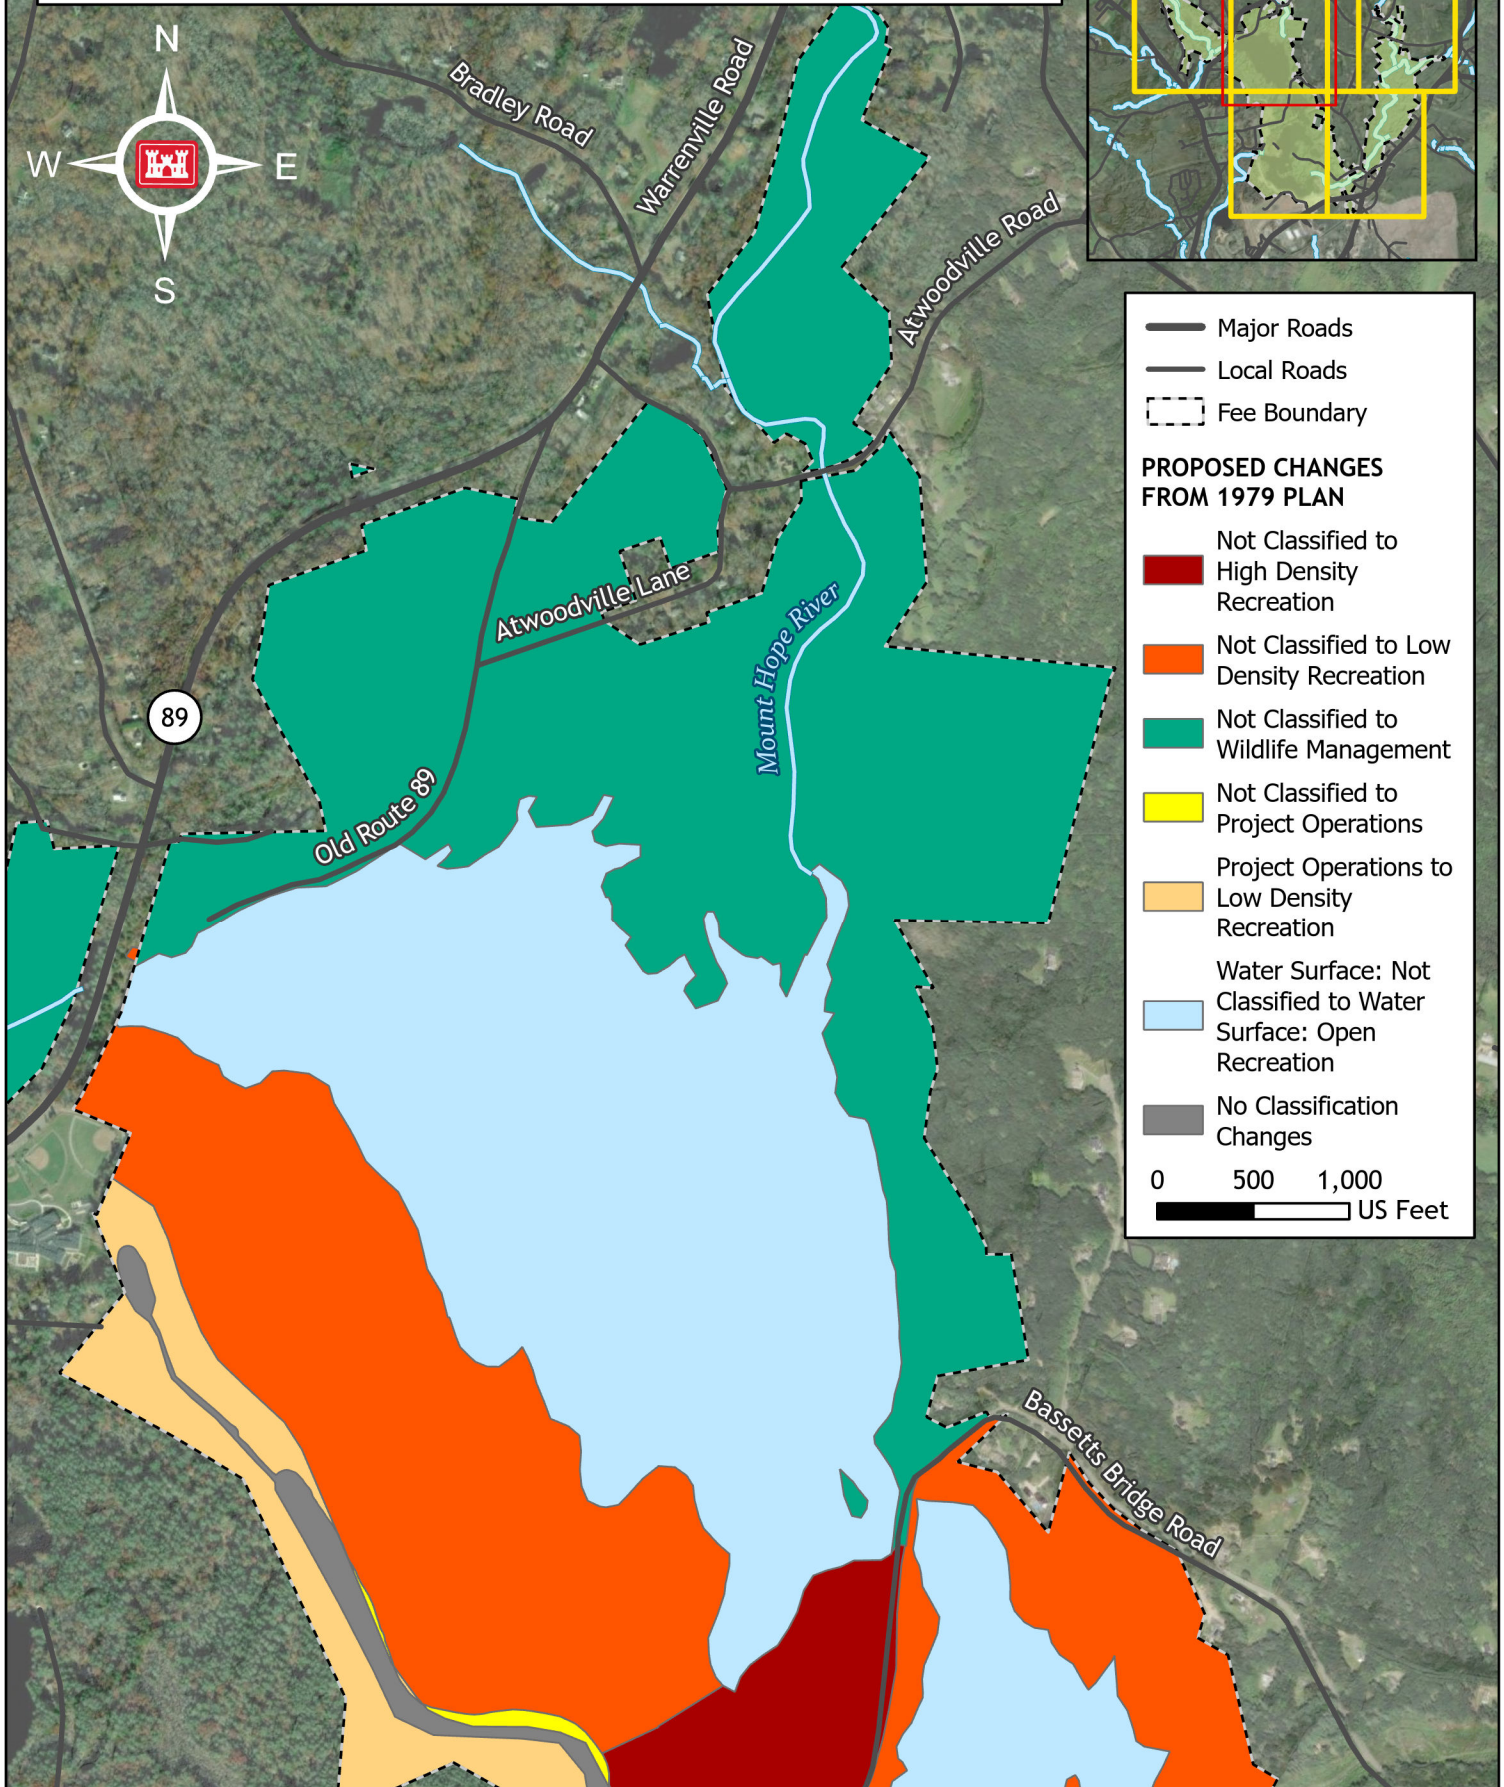 N
W
E
S
Bradley Road
Warrenville Road
Atwoodville Road
Major Roads
Local Roads
Fee Boundary
PROPOSED CHANGES
FROM 1979 PLAN
Not Classified to
High Density
Recreation
Not Classified to Low
Density Recreation
Not Classified to
Wildlife Management
Not Classified to
Project Operations
Project Operations to
Low Density
Recreation
Water Surface: Not
Classified to Water
Surface: Open
Recreation
No Classification
Changes
0 500 1,000
US Feet
Atwoodville Lane
Mount Hope River
89
Old Route 89
Bassetts Bridge Road